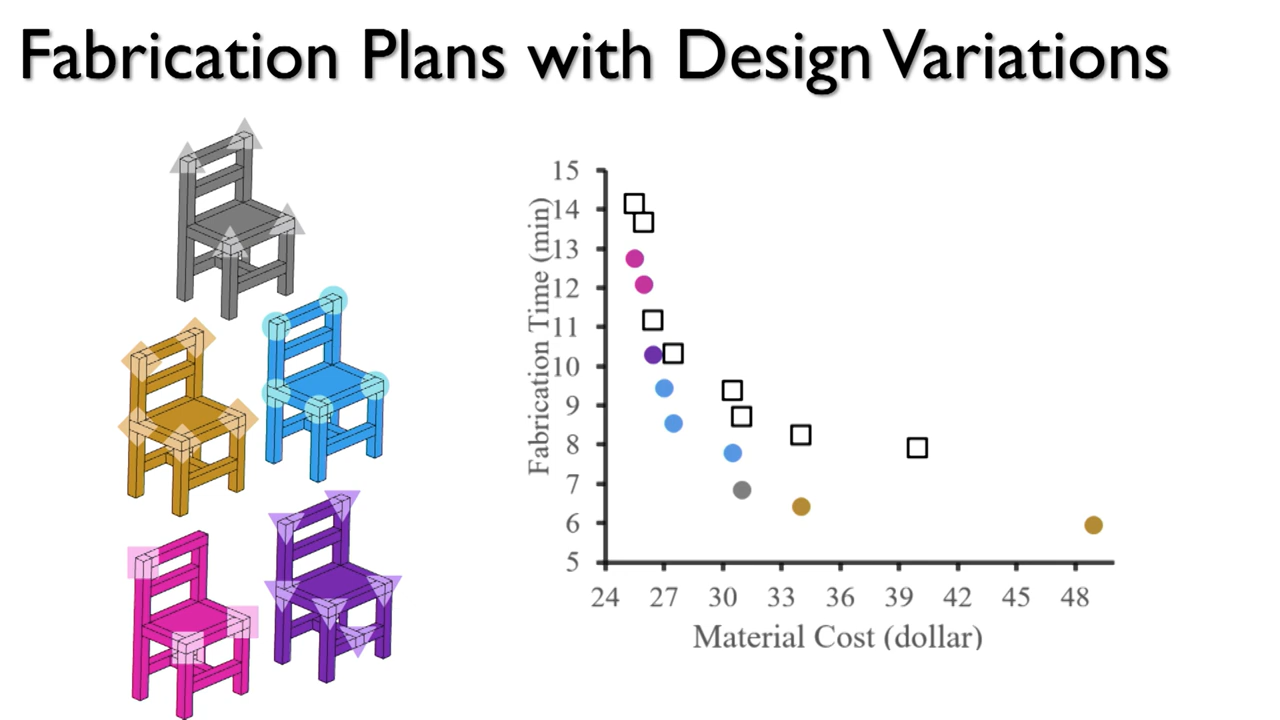 Fabrication Plans with Design Variations
Fabrication Time (min)
15
14
13
12
11
10
9
8
7
6
5
24 27 30 33 36 39 42 45 48
Material Cost (dollar)